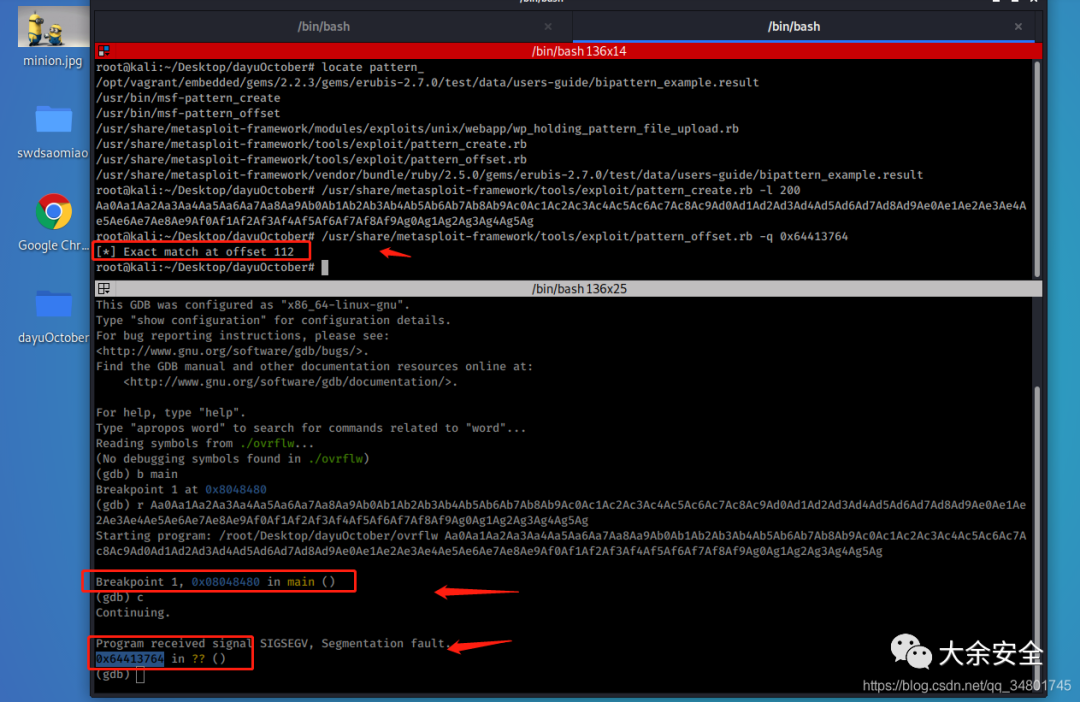 /bin/bash
/bin/bash ×
/bin/bash ×
/bin/bash 136x14
minion.jpg
swdsaomiao
Google Chr...
dayuOctober
root@kali:~/Desktop/dayuOctober# locate pattern_
/opt/vagrant/embedded/gems/2.2.3/gems/erubis-2.7.0/test/data/users-guide/bipattern_example.result
/usr/bin/msf-pattern_create
/usr/bin/msf-pattern_offset
/usr/share/metasploit-framework/modules/exploits/unix/webapp/wp_holding_pattern_file_upload.rb
/usr/share/metasploit-framework/tools/exploit/pattern_create.rb
/usr/share/metasploit-framework/tools/exploit/pattern_offset.rb
/usr/share/metasploit-framework/vendor/bundle/ruby/2.5.0/gems/erubis-2.7.0/test/data/users-guide/bipattern_example.result
root@kali:~/Desktop/dayuOctober# /usr/share/metasploit-framework/tools/exploit/pattern_create.rb -l 200
Aa0Aa1Aa2Aa3Aa4Aa5Aa6Aa7Aa8Aa9Ab0Ab1Ab2Ab3Ab4Ab5Ab6Ab7Ab8Ab9Ac0Ac1Ac2Ac3Ac4Ac5Ac6Ac7Ac8Ac9Ad0Ad1Ad2Ad3Ad4Ad5Ad6Ad7Ad8Ad9Ae0Ae1Ae2Ae3Ae4A
e5Ae6Ae7Ae8Ae9Af0Af1Af2Af3Af4Af5Af6Af7Af8Af9Ag0Ag1Ag2Ag3Ag4Ag5Ag
root@kali:~/Desktop/dayuOctober# /usr/share/metasploit-framework/tools/exploit/pattern_offset.rb -q 0x64413764
[*] Exact match at offset 112
root@kali:~/Desktop/dayuOctober#
/bin/bash 136x25
This GDB was configured as "x86_64-linux-gnu".
Type "show configuration" for configuration details.
For bug reporting instructions, please see:
<http://www.gnu.org/software/gdb/bugs/>.
Find the GDB manual and other documentation resources online at:
<http://www.gnu.org/software/gdb/documentation/>.
For help, type "help".
Type "apropos word" to search for commands related to "word"...
Reading symbols from ./ovrflw...
(No debugging symbols found in ./ovrflw)
(gdb) b main
Breakpoint 1 at 0x8048480
(gdb) r Aa0Aa1Aa2Aa3Aa4Aa5Aa6Aa7Aa8Aa9Ab0Ab1Ab2Ab3Ab4Ab5Ab6Ab7Ab8Ab9Ac0Ac1Ac2Ac3Ac4Ac5Ac6Ac7Ac8Ac9Ad0Ad1Ad2Ad3Ad4Ad5Ad6Ad7Ad8Ad9Ae0Ae1Ae
2Ae3Ae4Ae5Ae6Ae7Ae8Ae9Af0Af1Af2Af3Af4Af5Af6Af7Af8Af9Ag0Ag1Ag2Ag3Ag4Ag5Ag
Starting program: /root/Desktop/dayuOctober/ovrflw Aa0Aa1Aa2Aa3Aa4Aa5Aa6Aa7Aa8Aa9Ab0Ab1Ab2Ab3Ab4Ab5Ab6Ab7Ab8Ab9Ac0Ac1Ac2Ac3Ac4Ac5Ac6Ac7A
c8Ac9Ad0Ad1Ad2Ad3Ad4Ad5Ad6Ad7Ad8Ad9Ae0Ae1Ae2Ae3Ae4Ae5Ae6Ae7Ae8Ae9Af0Af1Af2Af3Af4Af5Af6Af7Af8Af9Ag0Ag1Ag2Ag3Ag4Ag5Ag
Breakpoint 1, 0x08048480 in main ()
(gdb) c
Continuing.
Program received signal SIGSEGV, Segmentation fault.
0x64413764 in ?? ()
(gdb)
大余安全
https://blog.csdn.net/qq_34801745